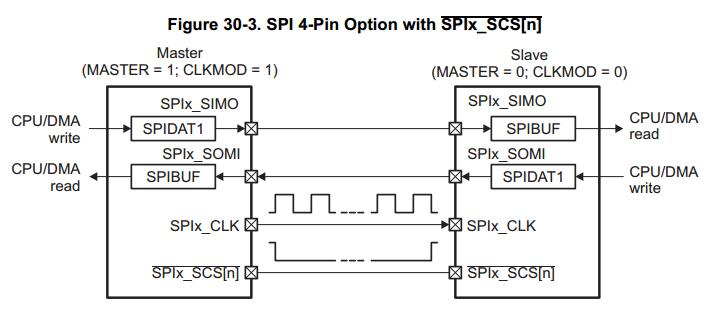 Figure 30-3. SPI 4-Pin Option with SPIx_SCS[n]
Master
(MASTER = 1; CLKMOD = 1)
Slave
(MASTER = 0; CLKMOD = 0)
CPU/DMA
write
SPIx_SIMO
SPIDAT1
SPIx_SIMO
SPIBUF
CPU/DMA
read
CPU/DMA
read
SPIx_SOMI
SPIBUF
SPIx_SOMI
SPIDAT1
CPU/DMA
write
SPIx_CLK
SPIx_CLK
SPIx_SCS[n]
SPIx_SCS[n]